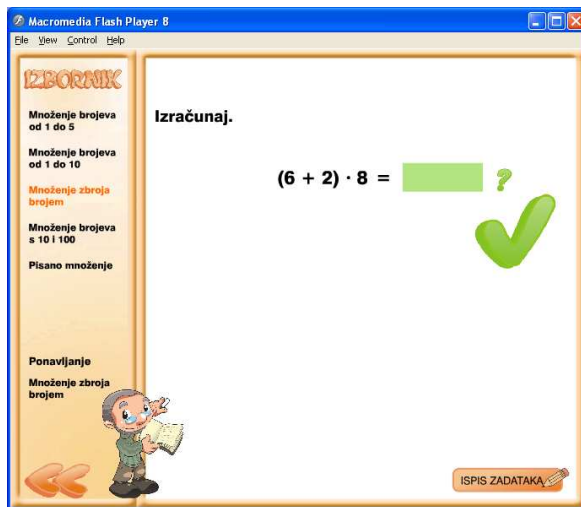 Macromedia Flash Player 8
File View Control Help
IZBORNIK
Množenje brojeva
od 1 do 5
Množenje brojeva
od 1 do 10
Množenje zbroja
brojem
Množenje brojeva
s 10 i 100
Pisano množenje
Ponavljanje
Množenje zbroja
brojem
Izračunaj.
(6 + 2) · 8 = ?
ISPIS ZADATAKA